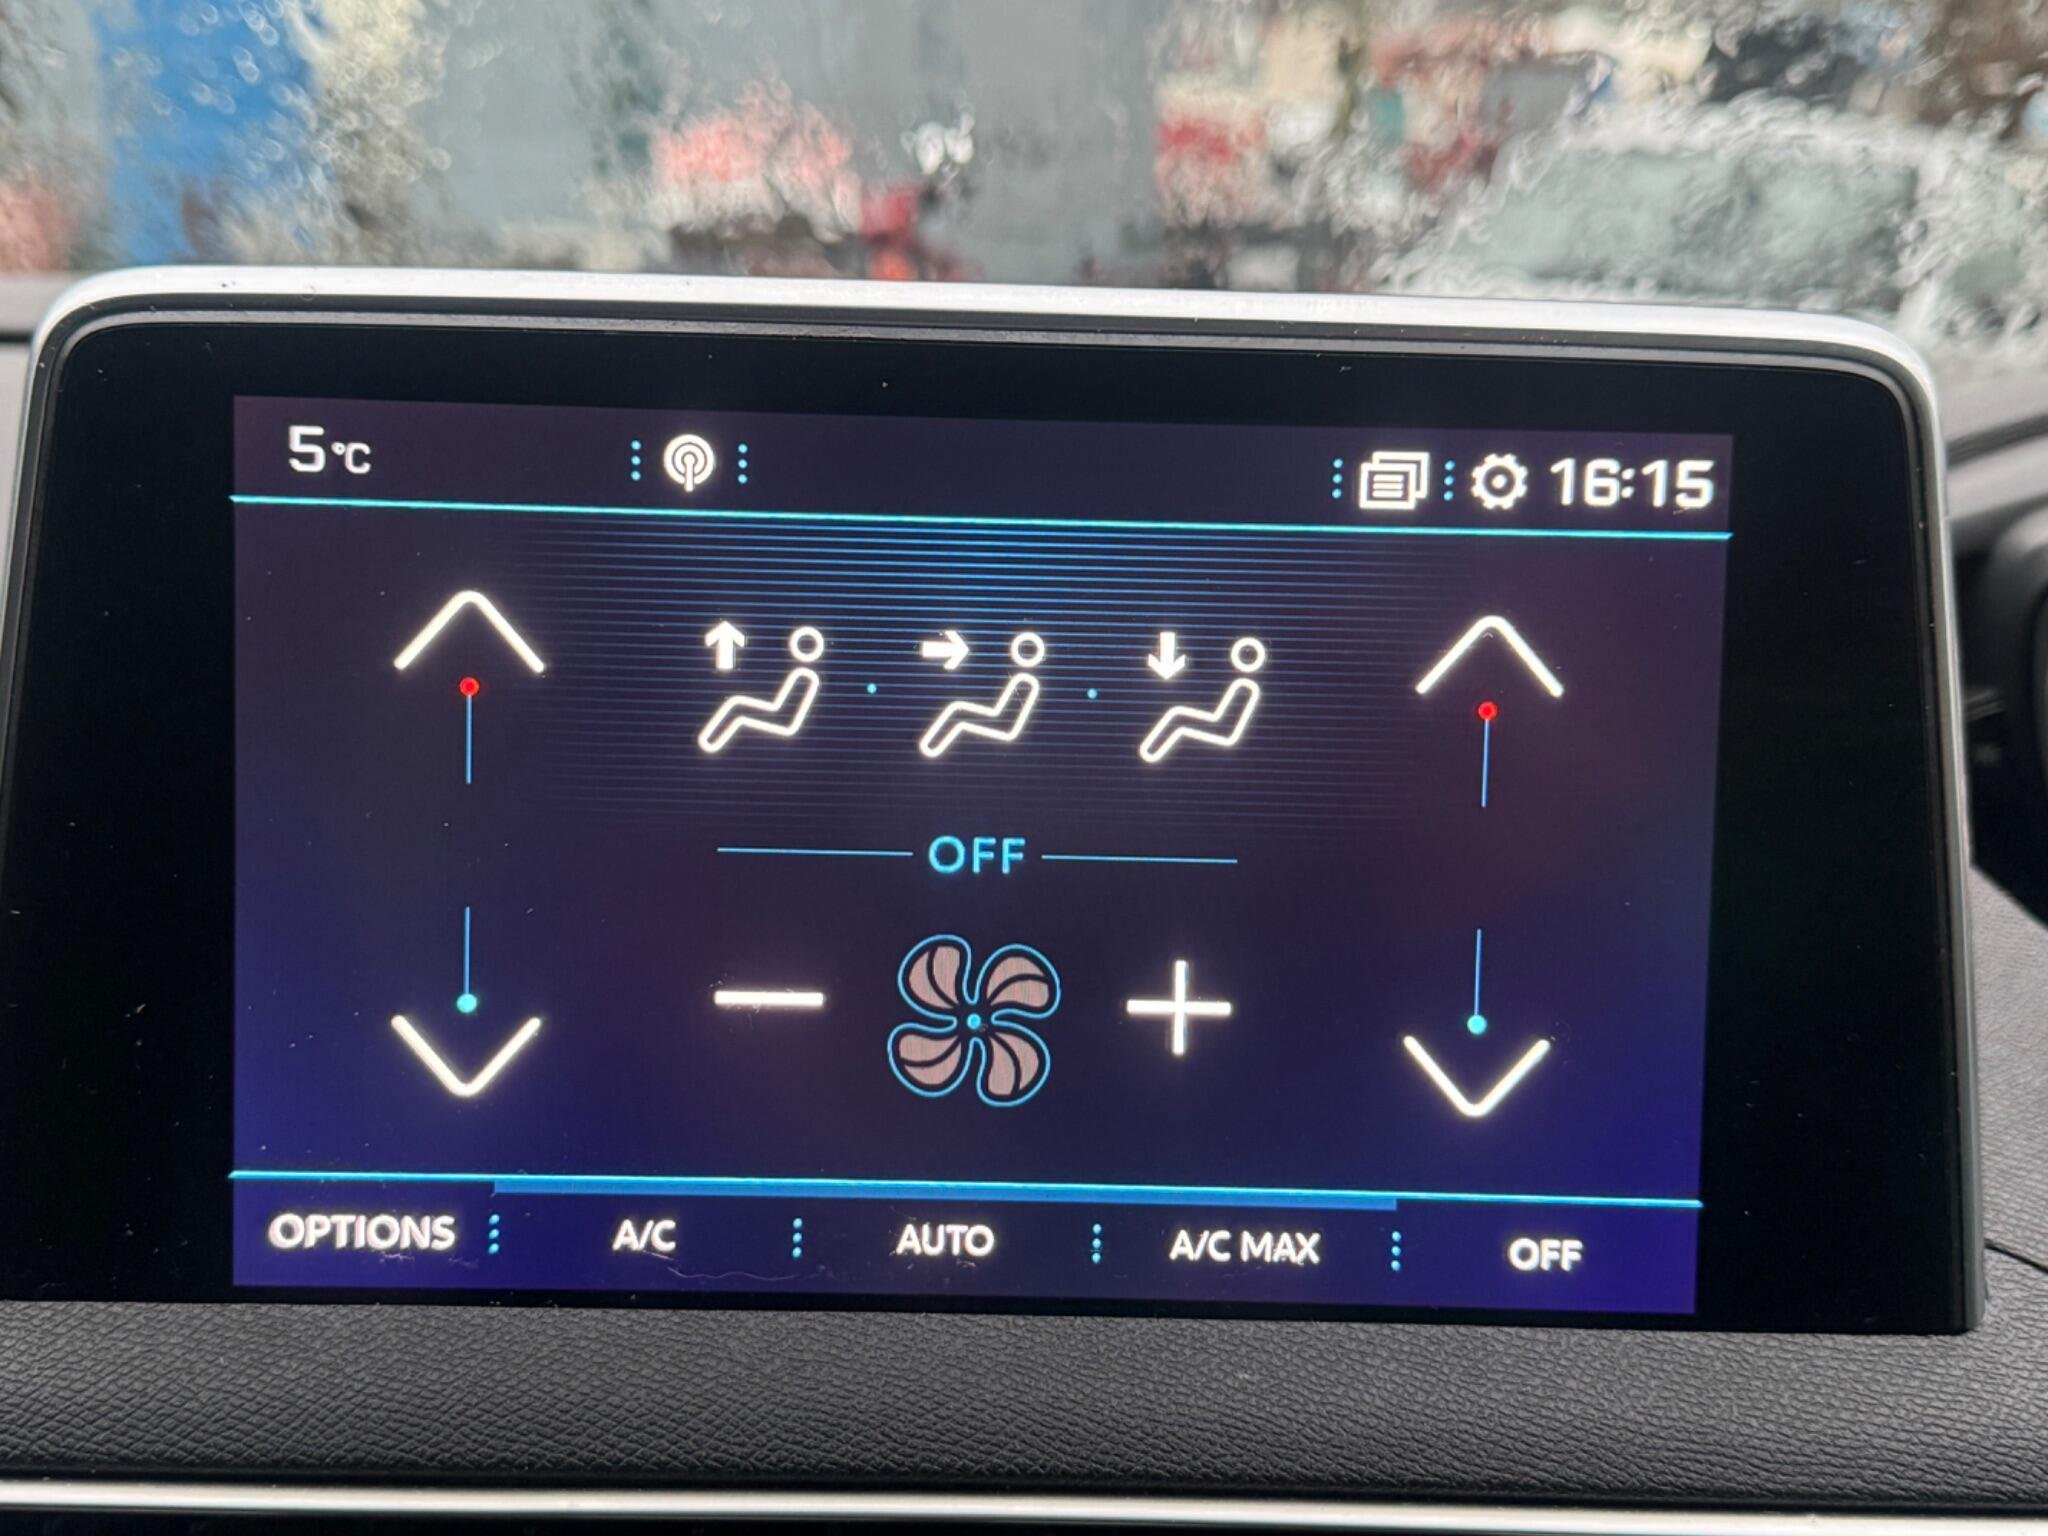 5°C
16:15
OFF
OPTIONS
A/C
AUTO
A/C MAX
OFF